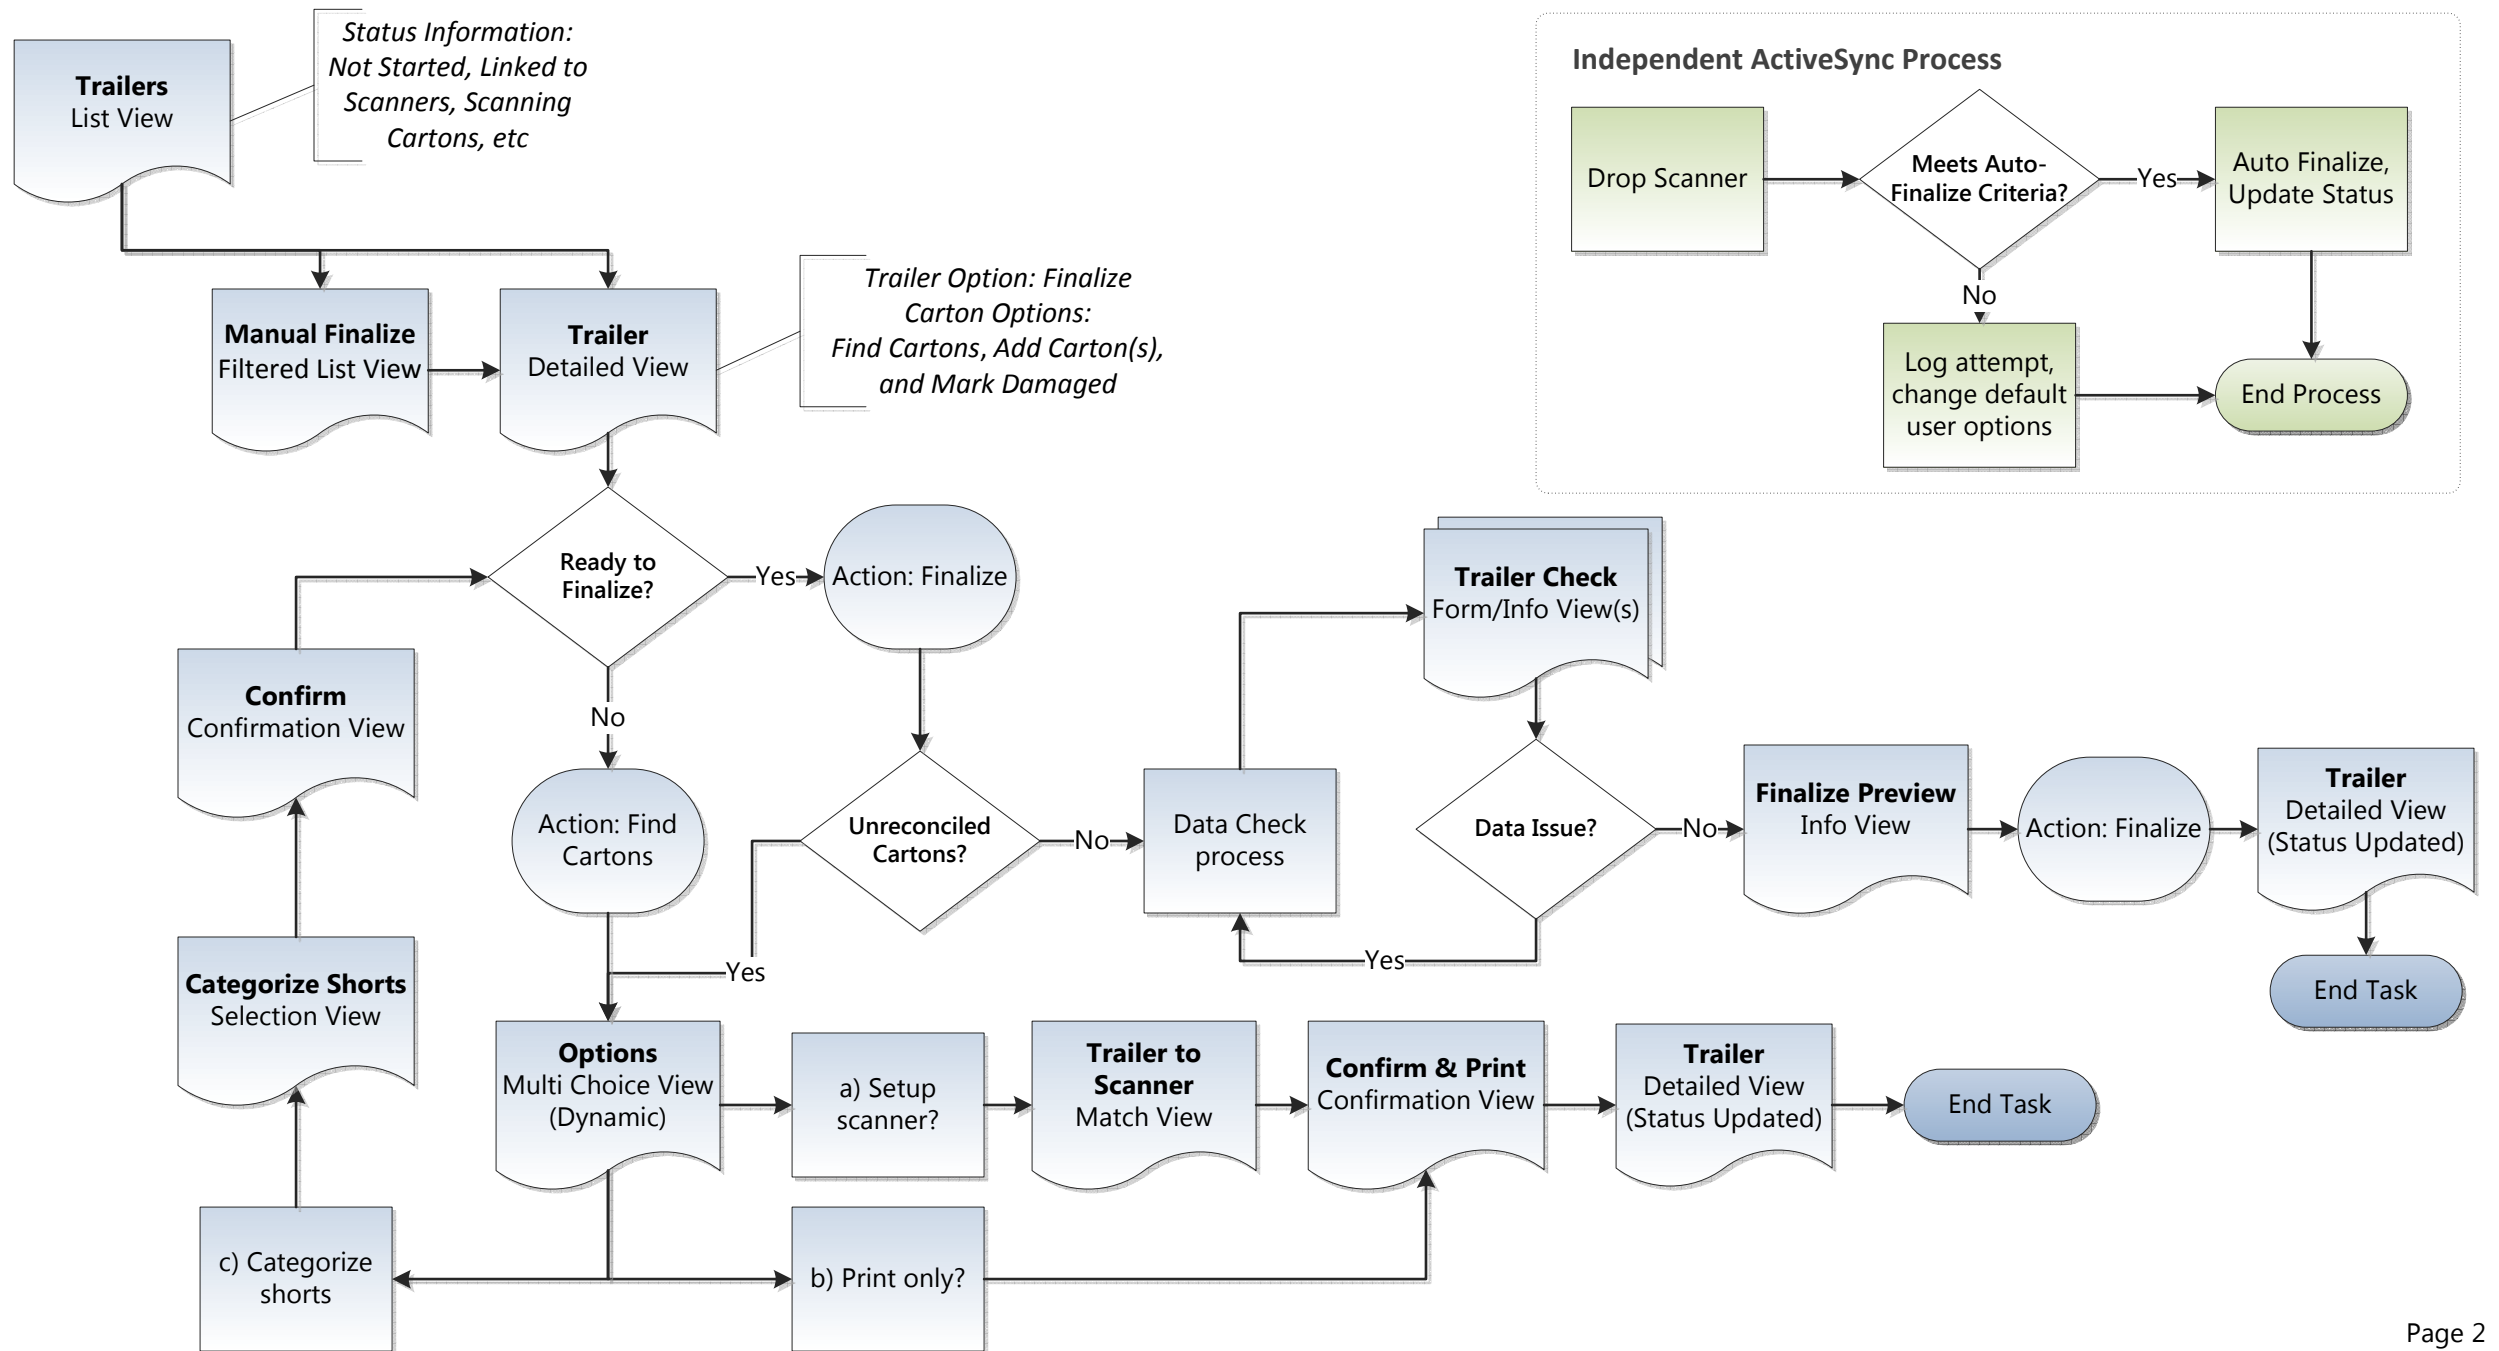 Trailers
List View
Status Information:
Not Started, Linked to
Scanners, Scanning
Cartons, etc
Independent ActiveSync Process
Drop Scanner
Meets Auto-
Finalize Criteria?
Yes
Auto Finalize,
Update Status
No
Log attempt,
change default
user options
End Process
Manual Finalize
Filtered List View
Trailer
Detailed View
Trailer Option: Finalize
Carton Options:
Find Cartons, Add Carton(s),
and Mark Damaged
Ready to
Finalize?
Yes
Action: Finalize
No
Trailer Check
Form/Info View(s)
Confirm
Confirmation View
Action: Find
Cartons
Unreconciled
Cartons?
No
Yes
Data Check
process
Data Issue?
No
Yes
Finalize Preview
Info View
Action: Finalize
Trailer
Detailed View
(Status Updated)
End Task
Categorize Shorts
Selection View
Options
Multi Choice View
(Dynamic)
a) Setup
scanner?
Trailer to
Scanner
Match View
Confirm & Print
Confirmation View
Trailer
Detailed View
(Status Updated)
End Task
c) Categorize
shorts
b) Print only?
Page 2